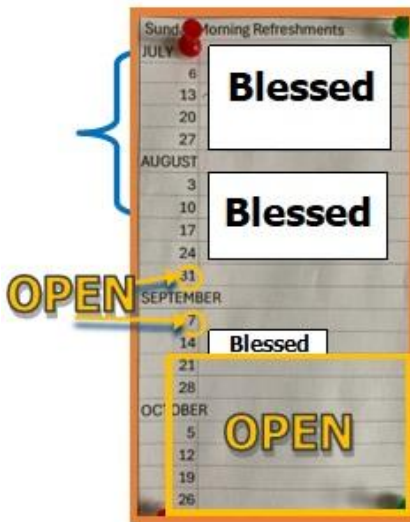 Sunday Morning Refreshments
JULY
6
Blessed
13
20
27
AUGUST
3
10
Blessed
17
24
OPEN
31
SEPTEMBER
7
14
Blessed
21
28
OCTOBER
5
OPEN
12
19
26